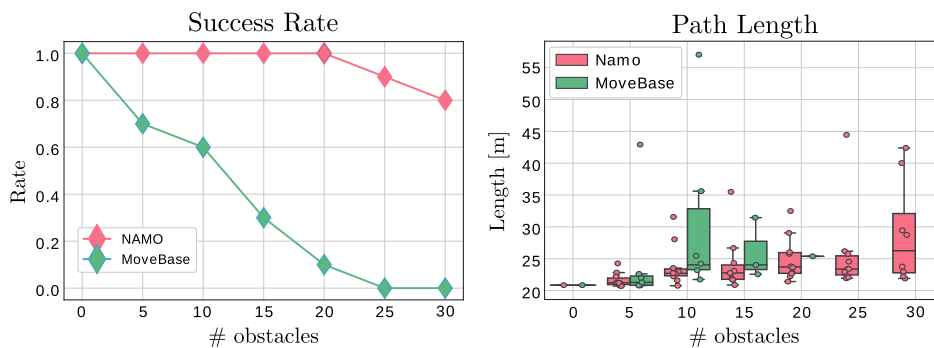 Success Rate
1.0
0.8
0.6
0.4
0.2
0.0
Rate
NAMO
MoveBase
0
5
10
15
20
25
30
# obstacles
Path Length
Namo
MoveBase
55
50
45
40
35
30
25
20
Length [m]
0
5
10
15
20
25
30
# obstacles